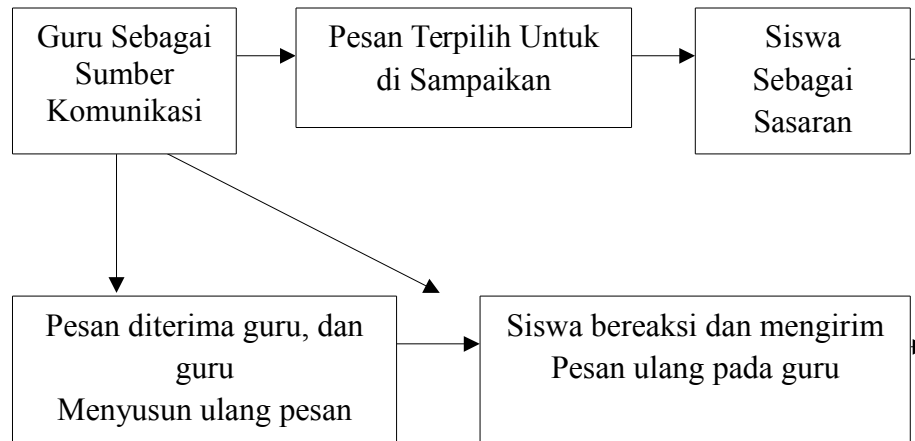 Guru Sebagai
Sumber
Komunikasi
Pesan Terpilih Untuk
di Sampaikan
Siswa
Sebagai
Sasaran
Pesan diterima guru, dan
guru
Menyusun ulang pesan
Siswa bereaksi dan mengirim
Pesan ulang pada guru